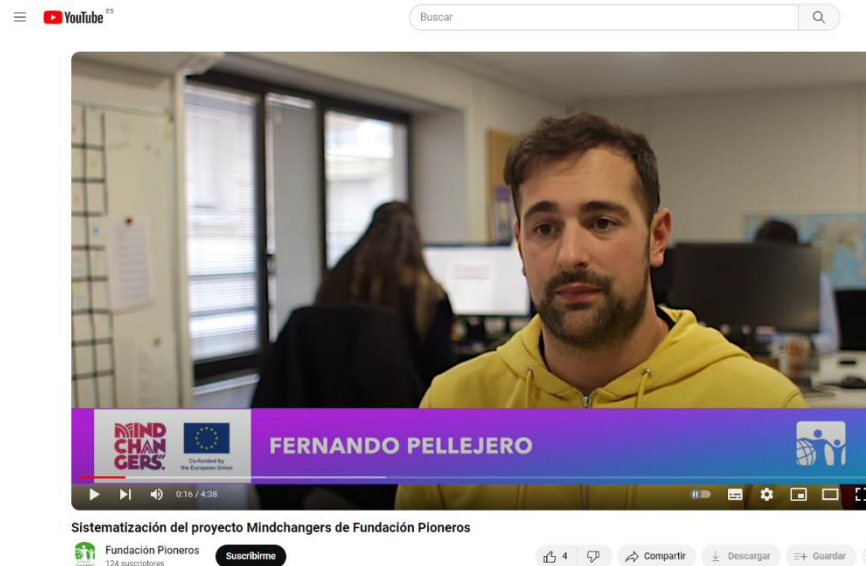 YouTube ES
Buscar
MIND
CHAN
GERS.
Co-funded by
the European Union
FERNANDO PELLEJERO
0:16 / 4:38
Sistematización del proyecto Mindchangers de Fundación Pioneros
Fundación Pioneros
124 suscriptores
Suscribirme
4
Compartir
Descargar
Guardar